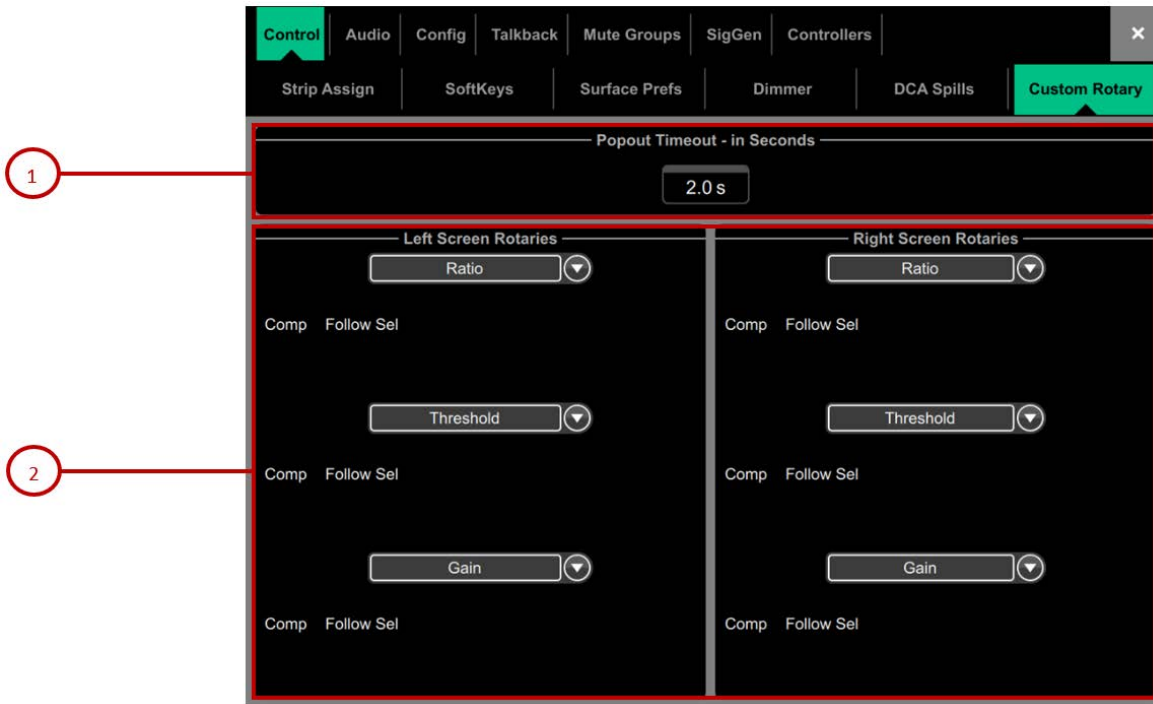 Control Audio Config Talkback Mute Groups SigGen Controllers ×
Strip Assign SoftKeys Surface Prefs Dimmer DCA Spills Custom Rotary
Popout Timeout - in Seconds
1
2.0 s
Left Screen Rotaries Right Screen Rotaries
Ratio Ratio
Comp Follow Sel Comp Follow Sel
Threshold Threshold
2
Comp Follow Sel Comp Follow Sel
Gain Gain
Comp Follow Sel Comp Follow Sel